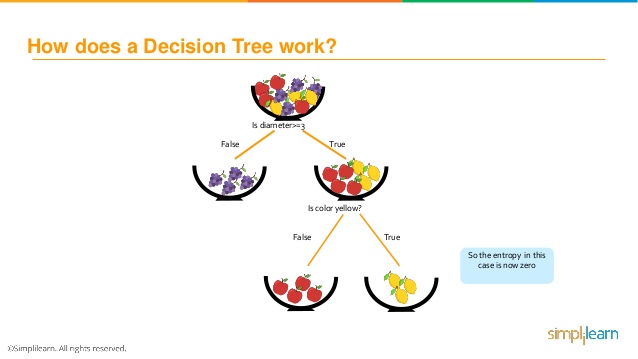 How does a Decision Tree work?
Is diameter>=3
False
True
Is color yellow?
False
True
So the entropy in this
case is now zero
simplilearn
©Simplilearn. All rights reserved.